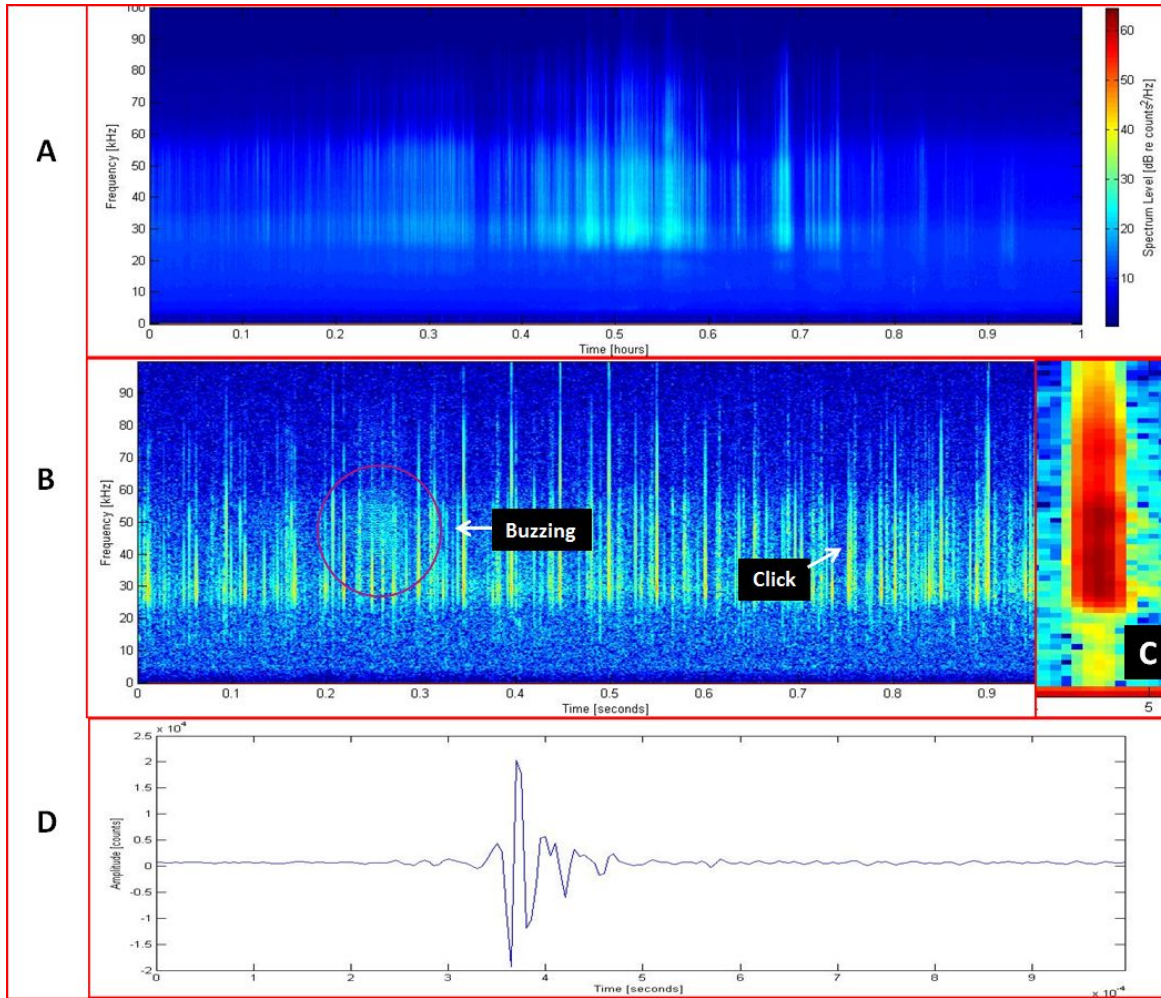 A
100
90
80
70
60
50
40
30
20
10
0
Frequency [kHz]
0 0.1 0.2 0.3 0.4 0.5 0.6 0.7 0.8 0.9 1
Time [hours]
60
50
40
30
20
10
Spectrum Level [dB re counts²/Hz]
B
90
80
70
60
50
40
30
20
10
0
Frequency [kHz]
Buzzing
Click
0 0.1 0.2 0.3 0.4 0.5 0.6 0.7 0.8 0.9
Time [seconds]
C
5
D
× 10⁻⁴
2.5
2
1.5
1
0.5
0
-0.5
-1
-1.5
-2
Amplitude [counts]
0 2 3 4 5 6 7 8 9
Time [seconds]
× 10⁻⁴